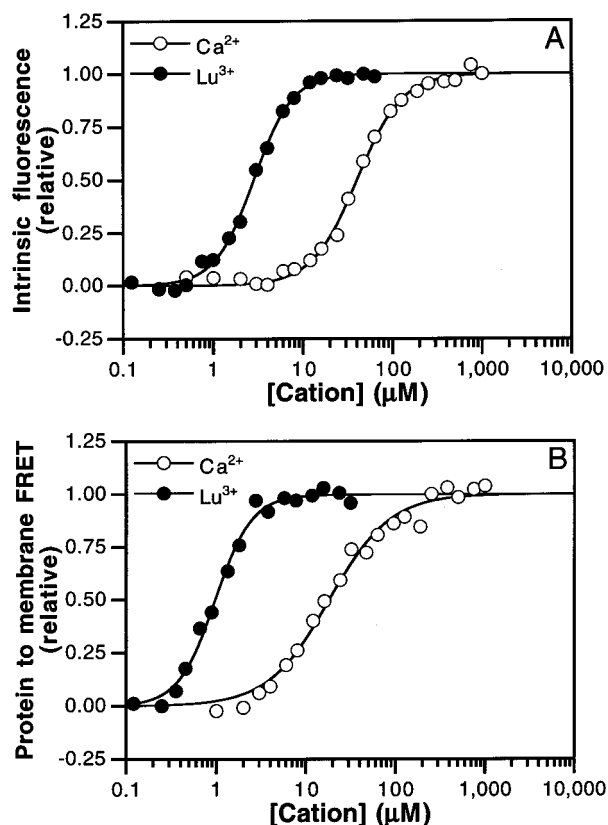 A
Ca²⁺
Lu³⁺
Intrinsic fluorescence
(relative)
1.25
1.00
0.75
0.50
0.25
0.00
-0.25
0.1 1 10 100 1,000 10,000
[Cation] (µM)
B
Ca²⁺
Lu³⁺
Protein to membrane FRET
(relative)
1.25
1.00
0.75
0.50
0.25
0.00
-0.25
0.1 1 10 100 1,000 10,000
[Cation] (µM)